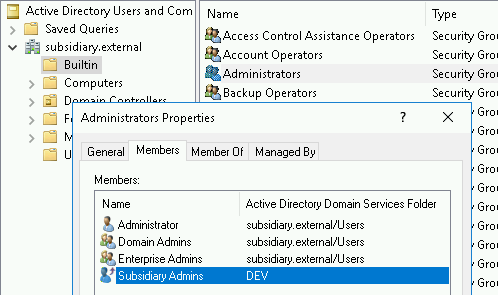 Active Directory Users and Com
Saved Queries
subsidiary.external
Builtin
Computers
Domain Controllers
Name Type
Access Control Assistance Operators Security Grou
Account Operators Security Grou
Administrators Security Grou
Backup Operators Security Grou
Administrators Properties ? ×
General Members Member Of Managed By
Members:
Name Active Directory Domain Services Folder
Administrator subsidiary.external/Users
Domain Admins subsidiary.external/Users
Enterprise Admins subsidiary.external/Users
Subsidiary Admins DEV